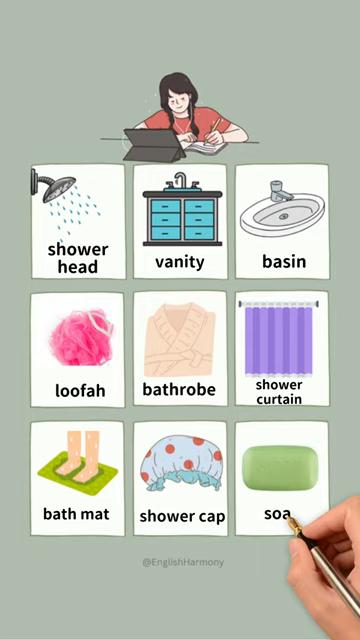 shower
head
vanity
basin
loofah
bathrobe
shower
curtain
bath mat
shower cap
soa
@EnglishHarmony